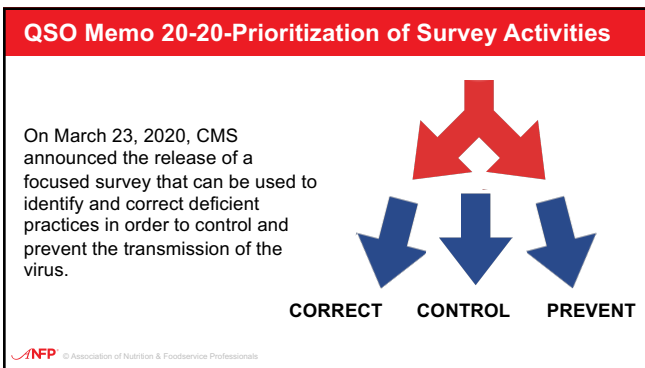 QSO Memo 20-20-Prioritization of Survey Activities
On March 23, 2020, CMS
announced the release of a
focused survey that can be used to
identify and correct deficient
practices in order to control and
prevent the transmission of the
virus.
CORRECT CONTROL PREVENT
ANFP © Association of Nutrition & Foodservice Professionals